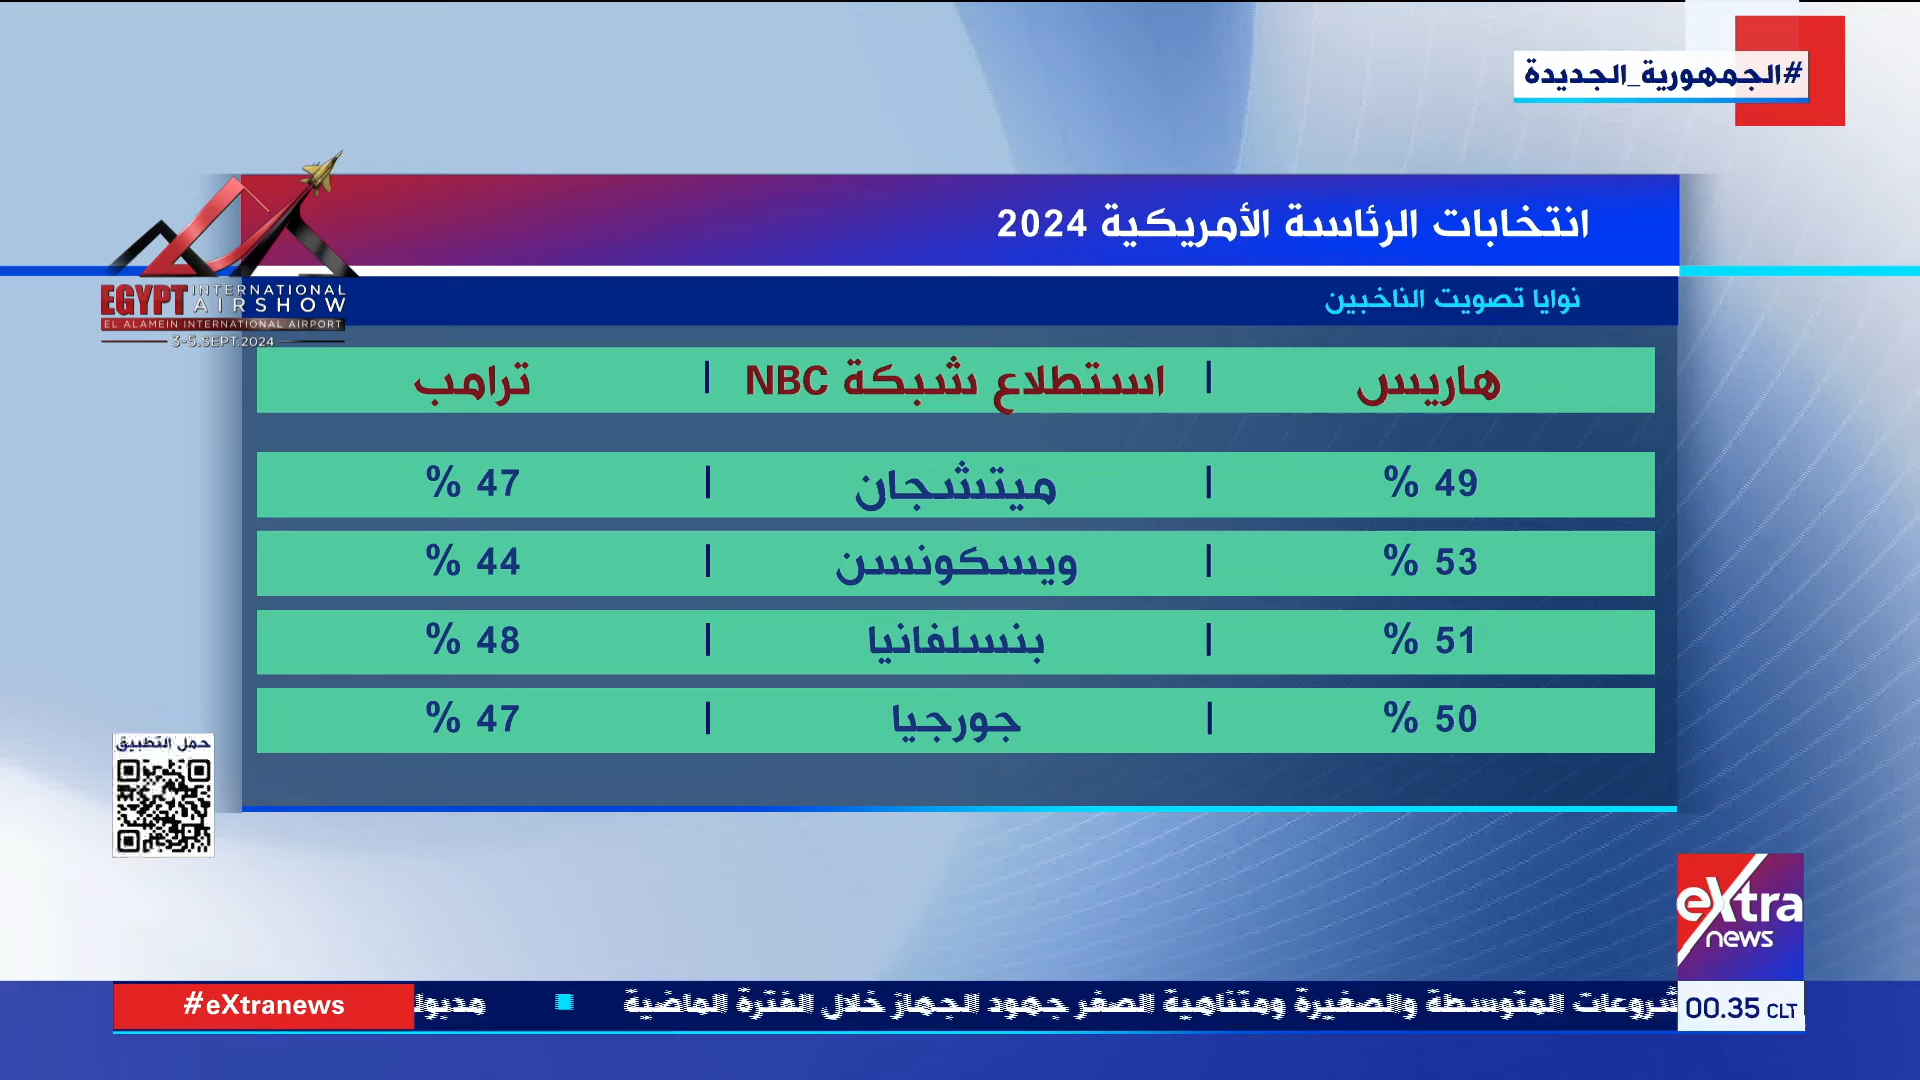 #الجمهورية_الجديدة
انتخابات الرئاسة الأمريكية 2024
EGYPT INTERNATIONAL AIRSHOW
EL ALAMEIN INTERNATIONAL AIRPORT
3-5.SEPT.2024
نوايا تصويت الناخبين
هاريس | استطلاع شبكة NBC | ترامب
49 % | ميتشجان | 47 %
53 % | ويسكونسن | 44 %
51 % | بنسلفانيا | 48 %
50 % | جورجيا | 47 %
حمل التطبيق
eXtra news
شروعات المتوسطة والصغيرة ومتناهية الصغر جهود الجهاز خلال الفترة الماضية ■ مدبول
#eXtranews
00.35 CLT